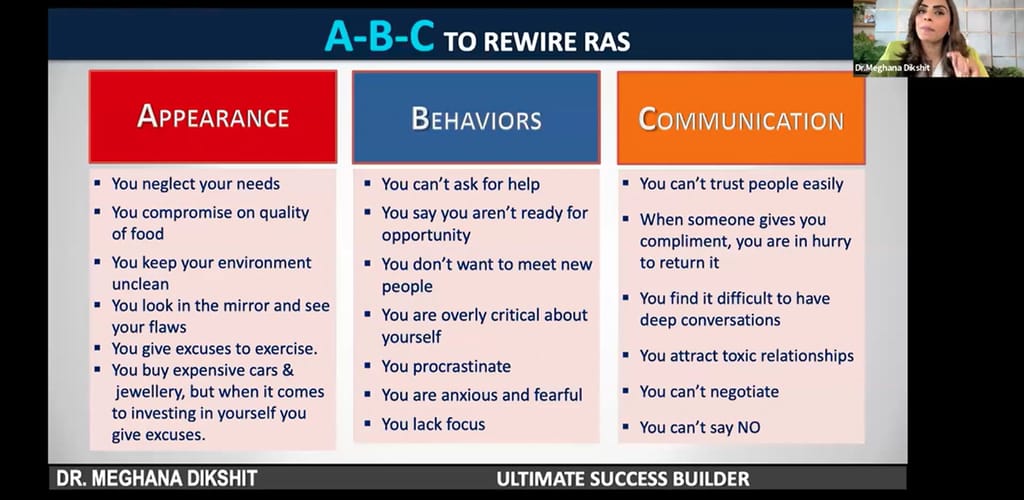 A-B-C TO REWIRE RAS
Dr.Meghana Dikshit
APPEARANCE
▪ You neglect your needs
▪ You compromise on quality
of food
▪ You keep your environment
unclean
▪ You look in the mirror and see
your flaws
▪ You give excuses to exercise.
▪ You buy expensive cars &
jewellery, but when it comes
to investing in yourself you
give excuses.
BEHAVIORS
▪ You can't ask for help
▪ You say you aren't ready for
opportunity
▪ You don't want to meet new
people
▪ You are overly critical about
yourself
▪ You procrastinate
▪ You are anxious and fearful
▪ You lack focus
COMMUNICATION
▪ You can't trust people easily
▪ When someone gives you
compliment, you are in hurry
to return it
▪ You find it difficult to have
deep conversations
▪ You attract toxic relationships
▪ You can't negotiate
▪ You can't say NO
DR. MEGHANA DIKSHIT
ULTIMATE SUCCESS BUILDER